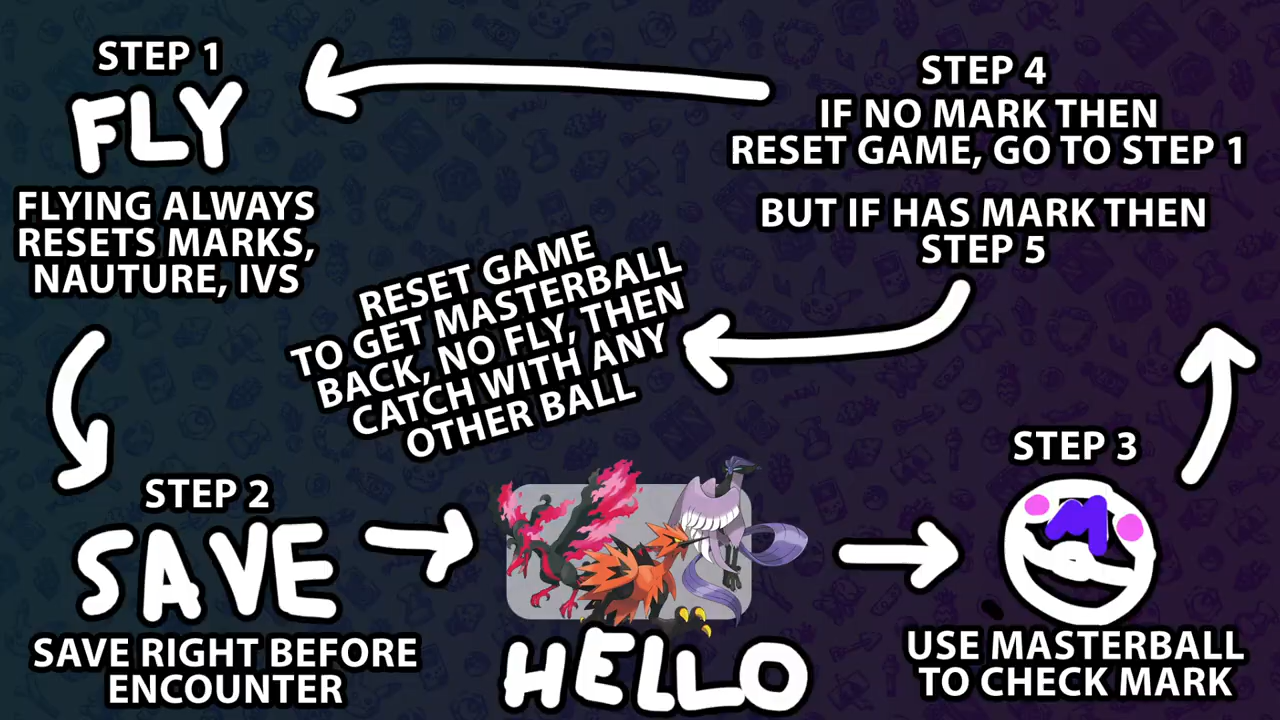 STEP 1
FLY
FLYING ALWAYS
RESETS MARKS,
NAUTURE, IVS
STEP 2
SAVE
SAVE RIGHT BEFORE
ENCOUNTER
HELLO
STEP 3
M
USE MASTERBALL
TO CHECK MARK
STEP 4
IF NO MARK THEN
RESET GAME, GO TO STEP 1
BUT IF HAS MARK THEN
STEP 5
RESET GAME
TO GET MASTERBALL
BACK, NO FLY, THEN
CATCH WITH ANY
OTHER BALL